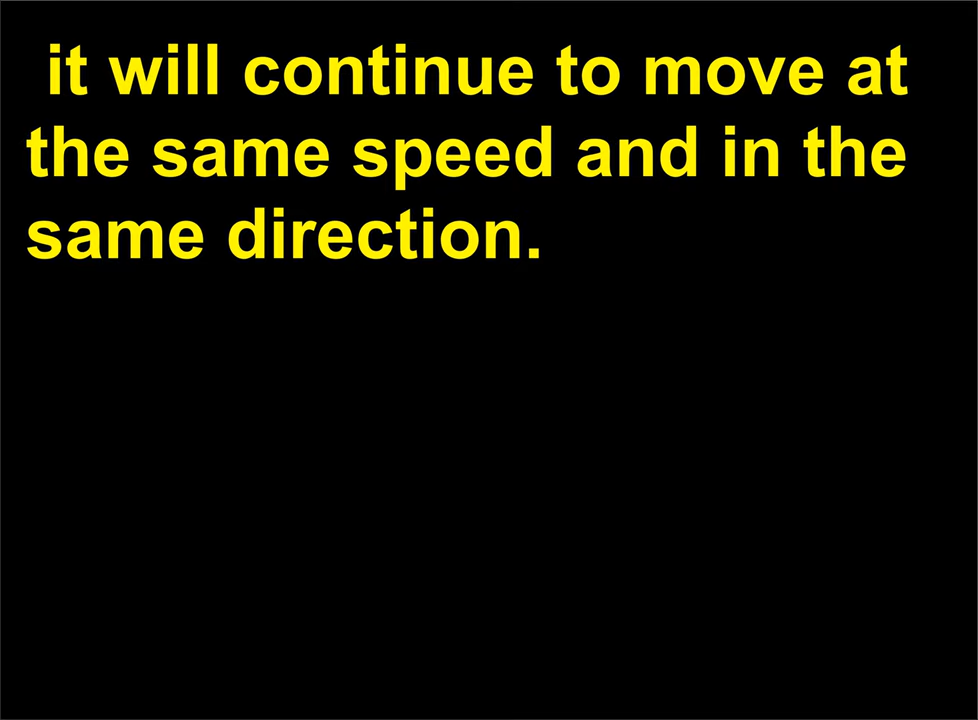 it will continue to move at
the same speed and in the
same direction.